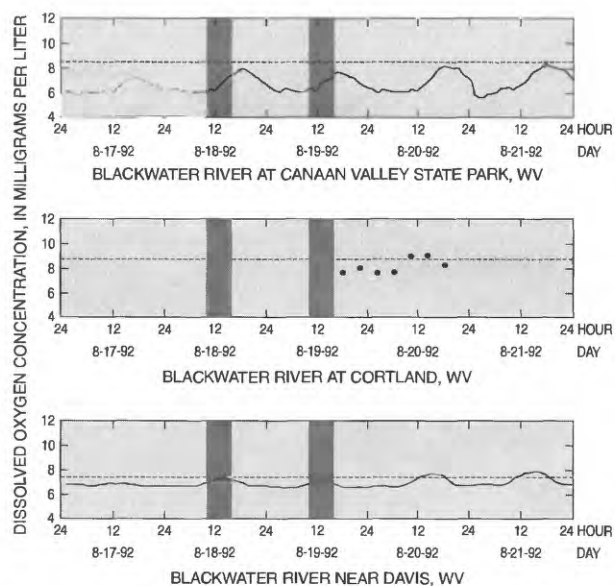 DISSOLVED OXYGEN CONCENTRATION, IN MILLIGRAMS PER LITER
12
10
8
6
4
24 12 24 12 24 12 24 12 24 12 24 HOUR
8-17-92 8-18-92 8-19-92 8-20-92 8-21-92 DAY
BLACKWATER RIVER AT CANAAN VALLEY STATE PARK, WV
12
10
8
6
4
24 12 24 12 24 12 24 12 24 12 24 HOUR
8-17-92 8-18-92 8-19-92 8-20-92 8-21-92 DAY
BLACKWATER RIVER AT CORTLAND, WV
12
10
8
6
4
24 12 24 12 24 12 24 12 24 12 24 HOUR
8-17-92 8-18-92 8-19-92 8-20-92 8-21-92 DAY
BLACKWATER RIVER NEAR DAVIS, WV